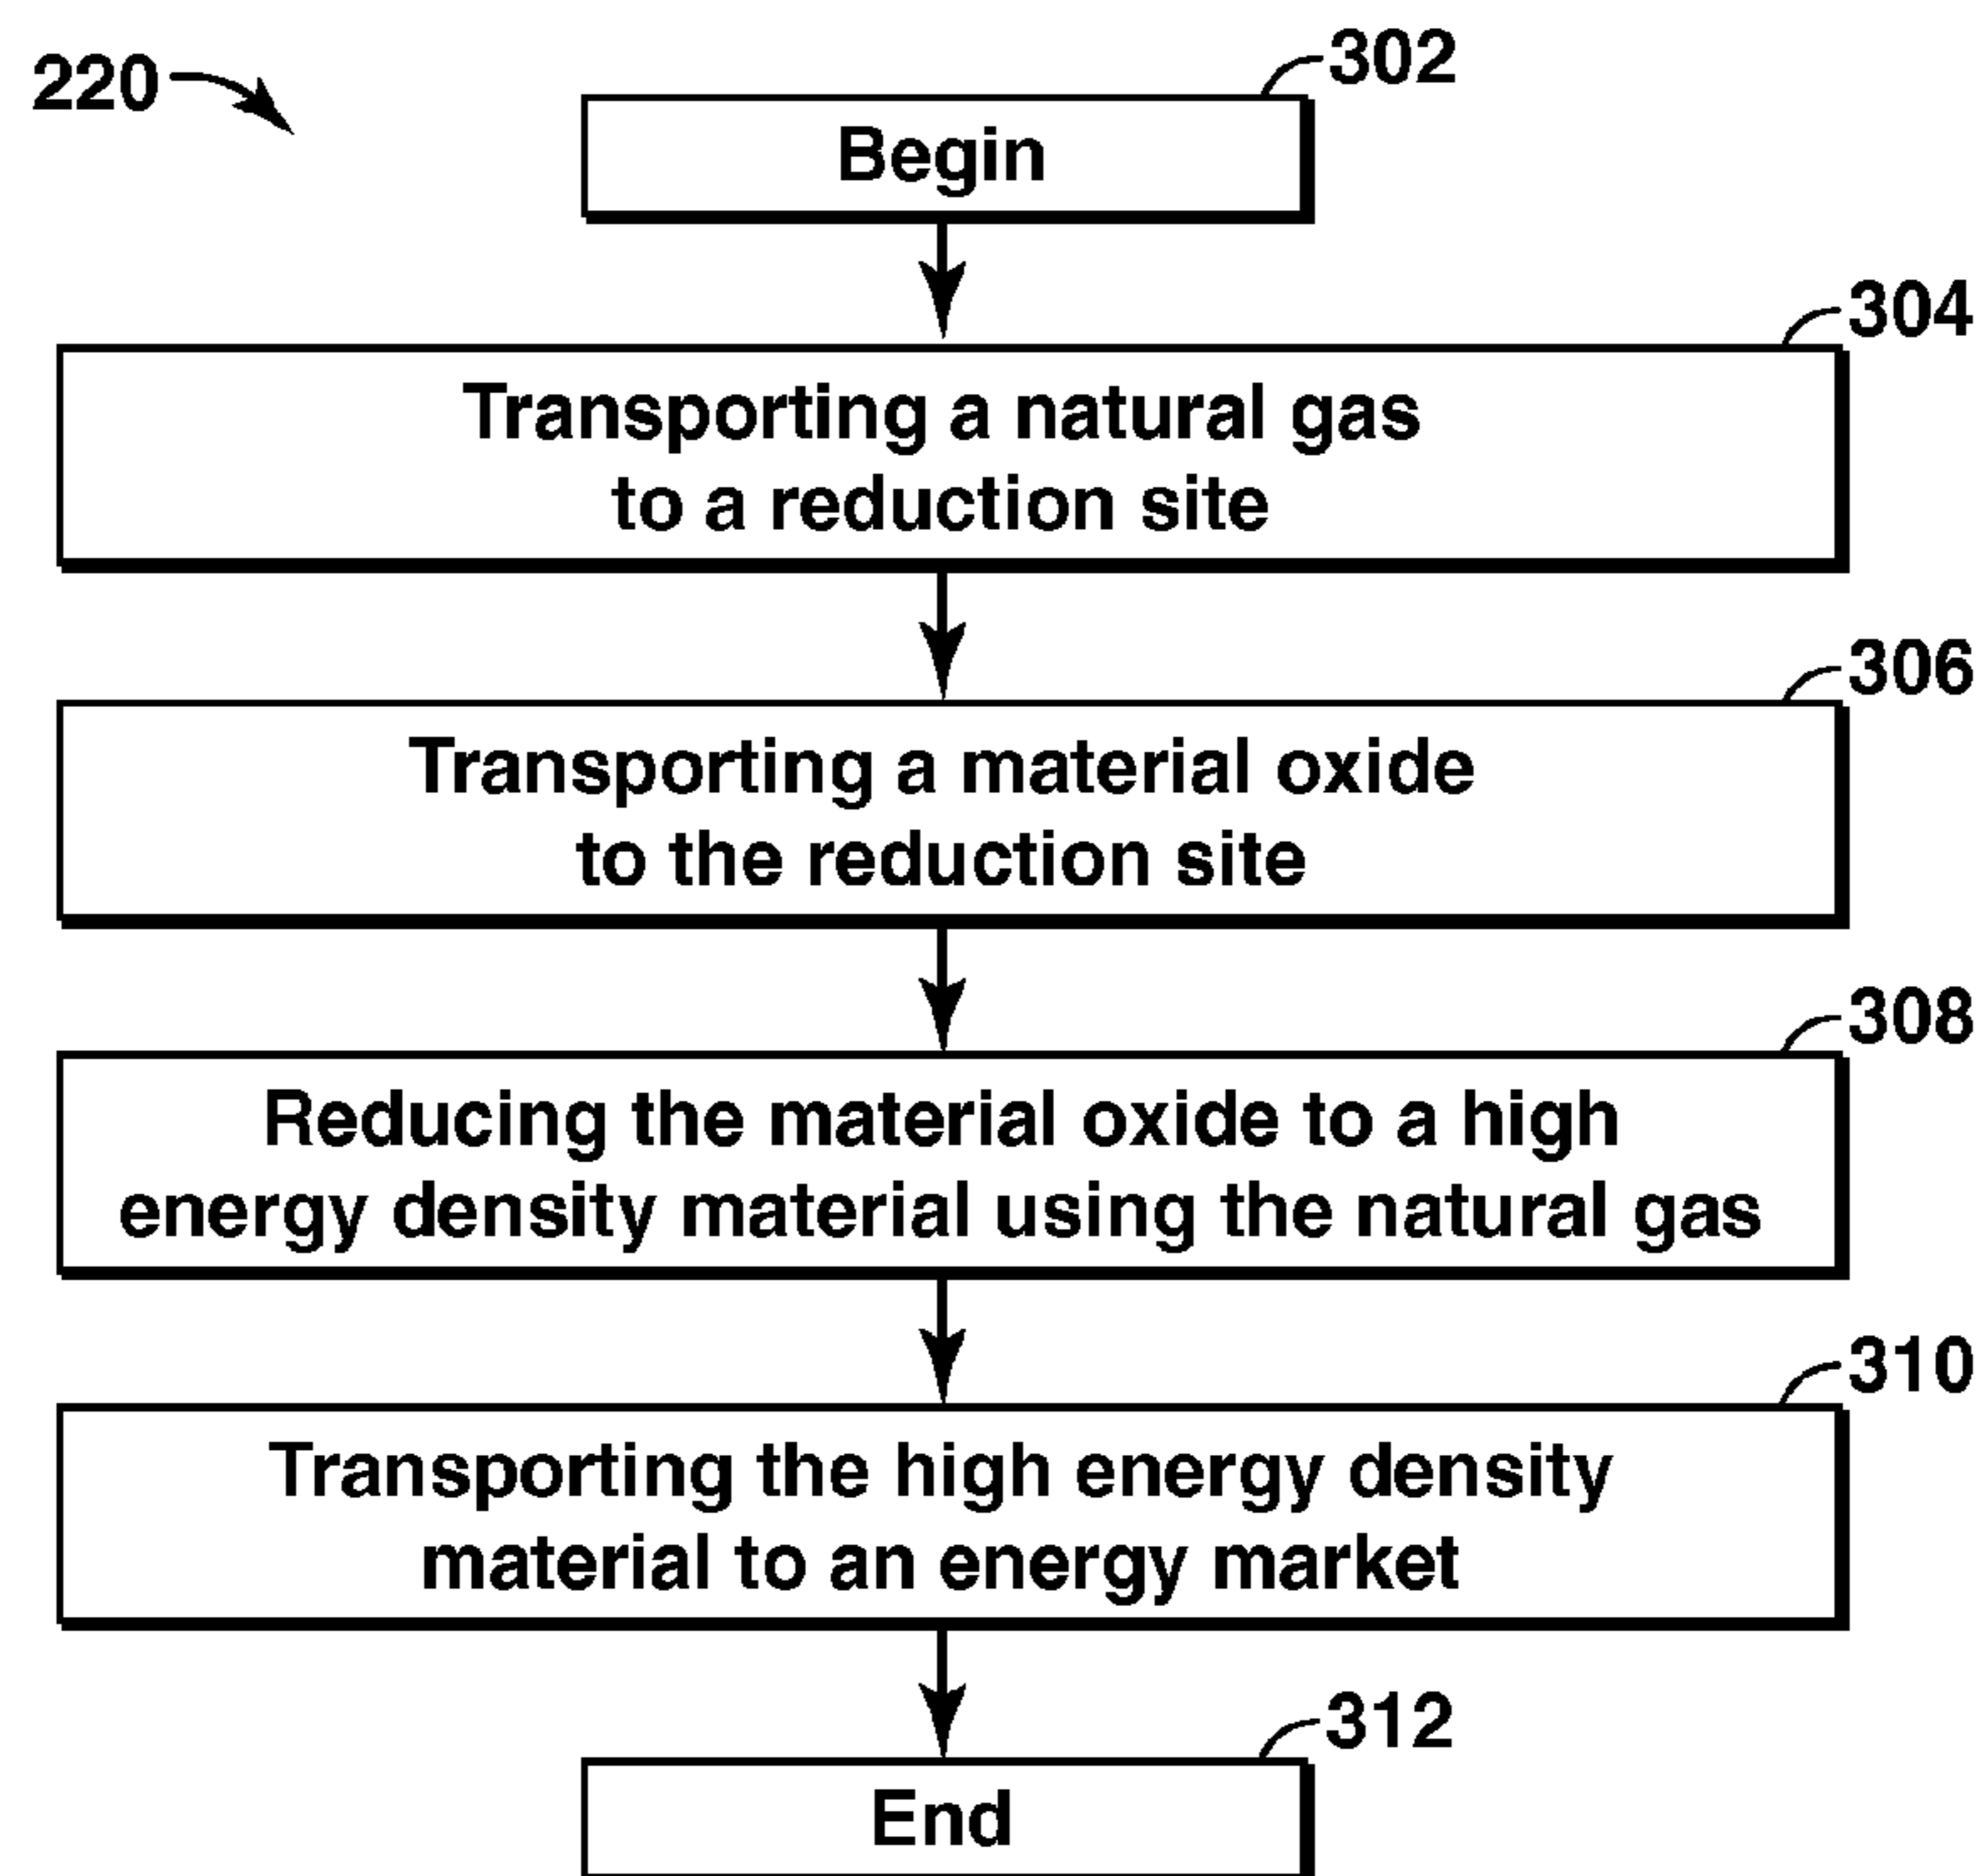 220
302
Begin
304
Transporting a natural gas
to a reduction site
306
Transporting a material oxide
to the reduction site
308
Reducing the material oxide to a high
energy density material using the natural gas
310
Transporting the high energy density
material to an energy market
312
End